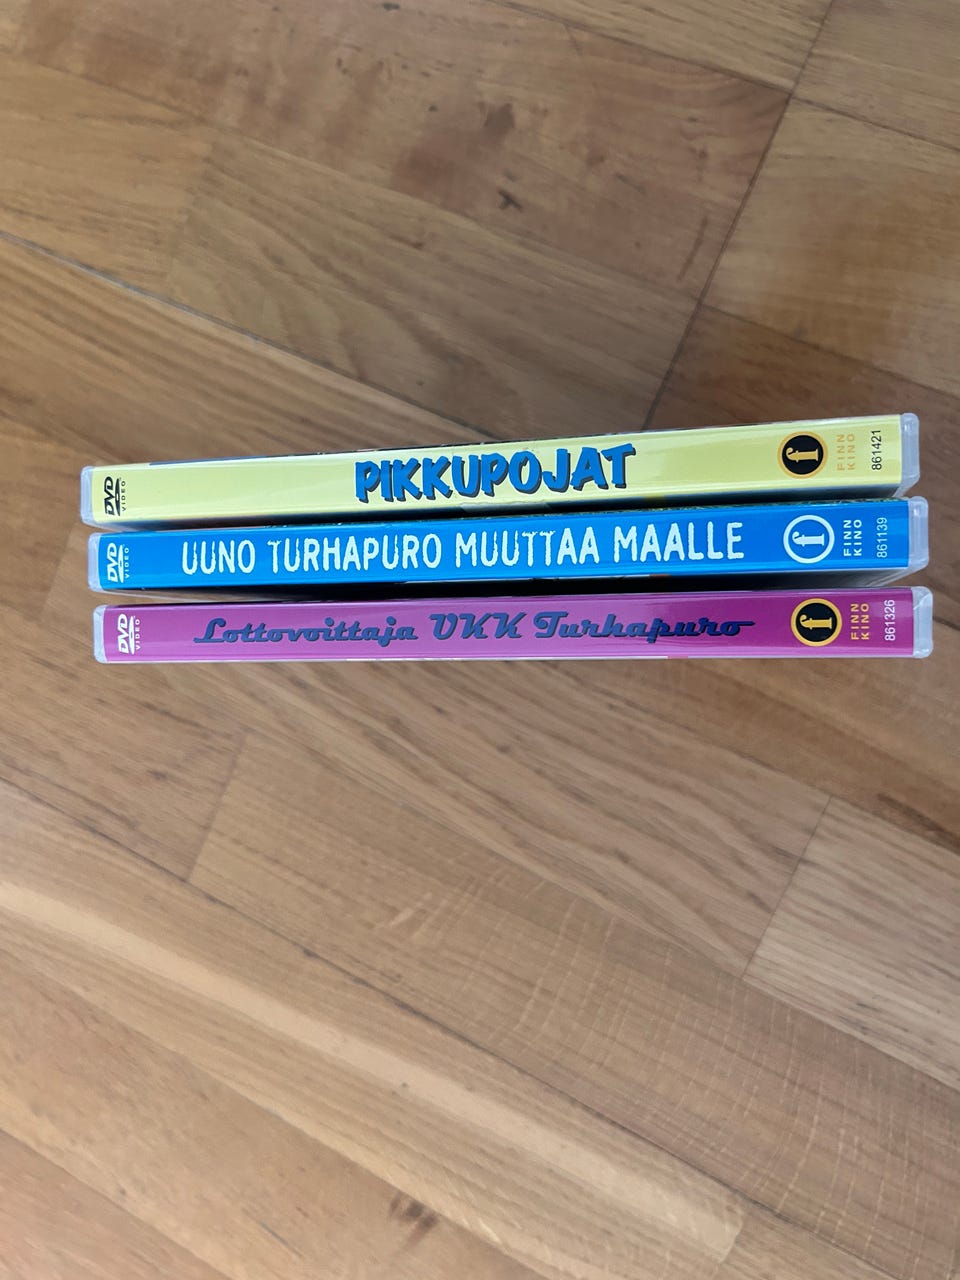 DVD VIDEO PIKKUPOJAT f FINN KINO 861421
DVD VIDEO UUNO TURHAPURO MUUTTAA MAALLE f FINN KINO 861139
DVD VIDEO Lottovoittaja UKK Turhapuro f FINN KINO 861326